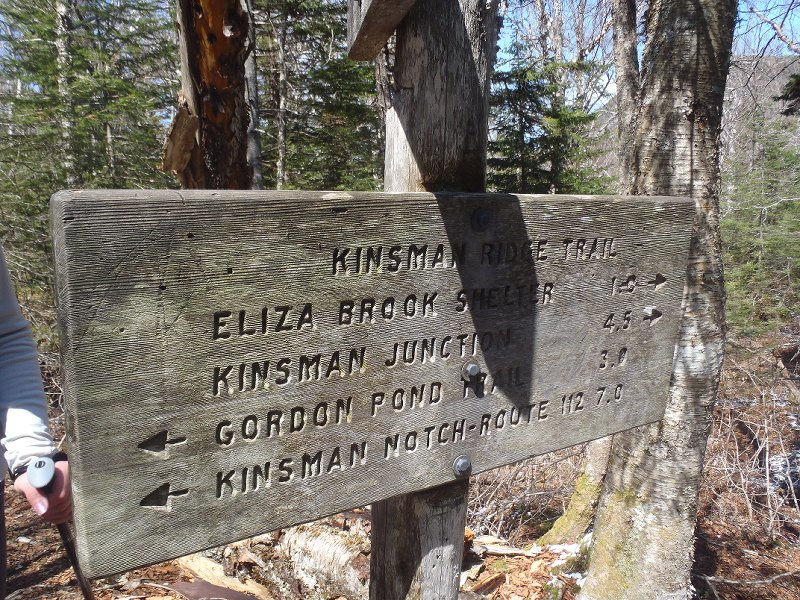 KINSMAN RIDGE TRAIL
ELIZA BROOK SHELTER →
KINSMAN JUNCTION 4.5 →
← GORDON POND TRAIL 3.0
← KINSMAN NOTCH-ROUTE 112 7.0